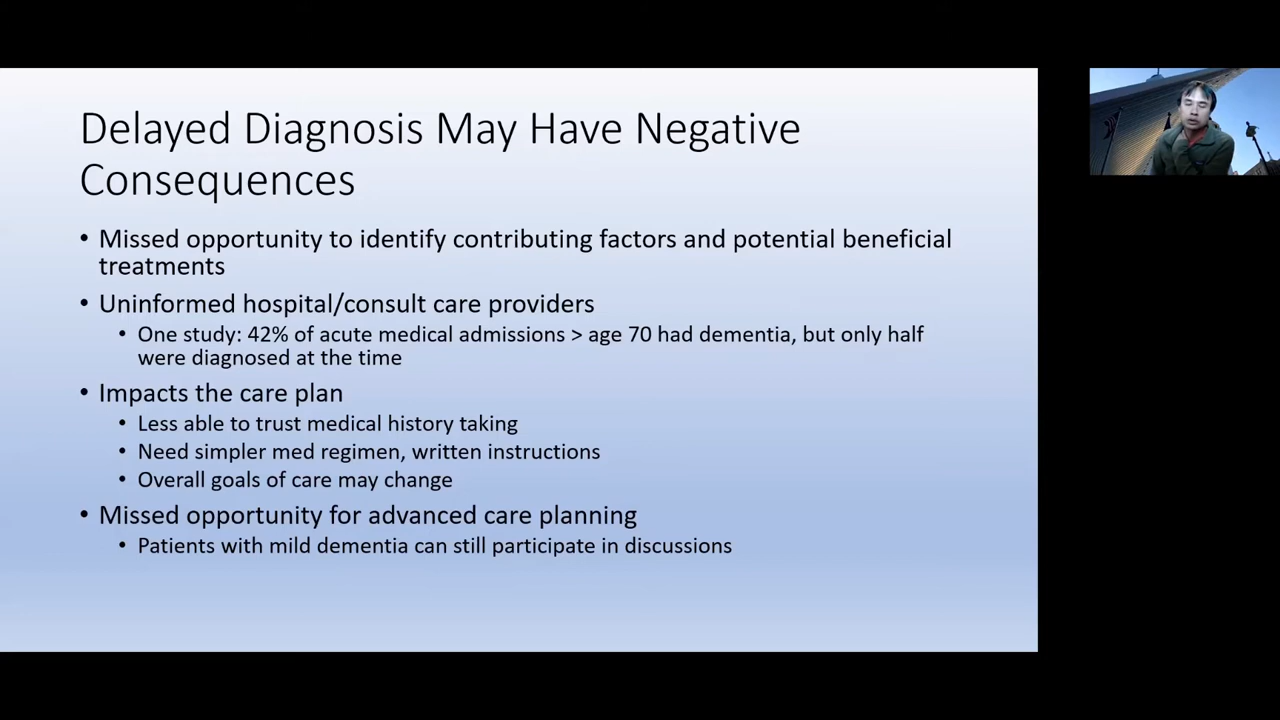 Delayed Diagnosis May Have Negative
Consequences
• Missed opportunity to identify contributing factors and potential beneficial
treatments
• Uninformed hospital/consult care providers
• One study: 42% of acute medical admissions > age 70 had dementia, but only half
were diagnosed at the time
• Impacts the care plan
• Less able to trust medical history taking
• Need simpler med regimen, written instructions
• Overall goals of care may change
• Missed opportunity for advanced care planning
• Patients with mild dementia can still participate in discussions